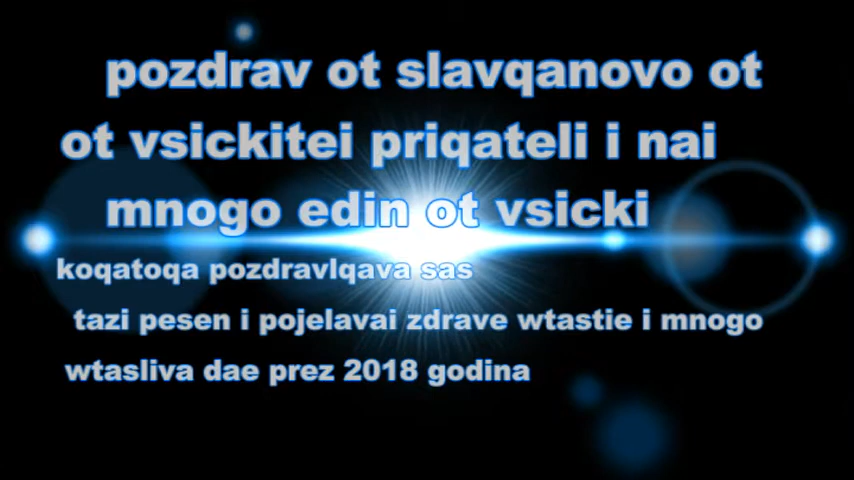 pozdrav ot slavqanovo ot
ot vsickitei priqateli i nai
mnogo edin ot vsicki
koqatoqa pozdravlqava sas
tazi pesen i pojelavai zdrave wtastie i mnogo
wtasliva dae prez 2018 godina